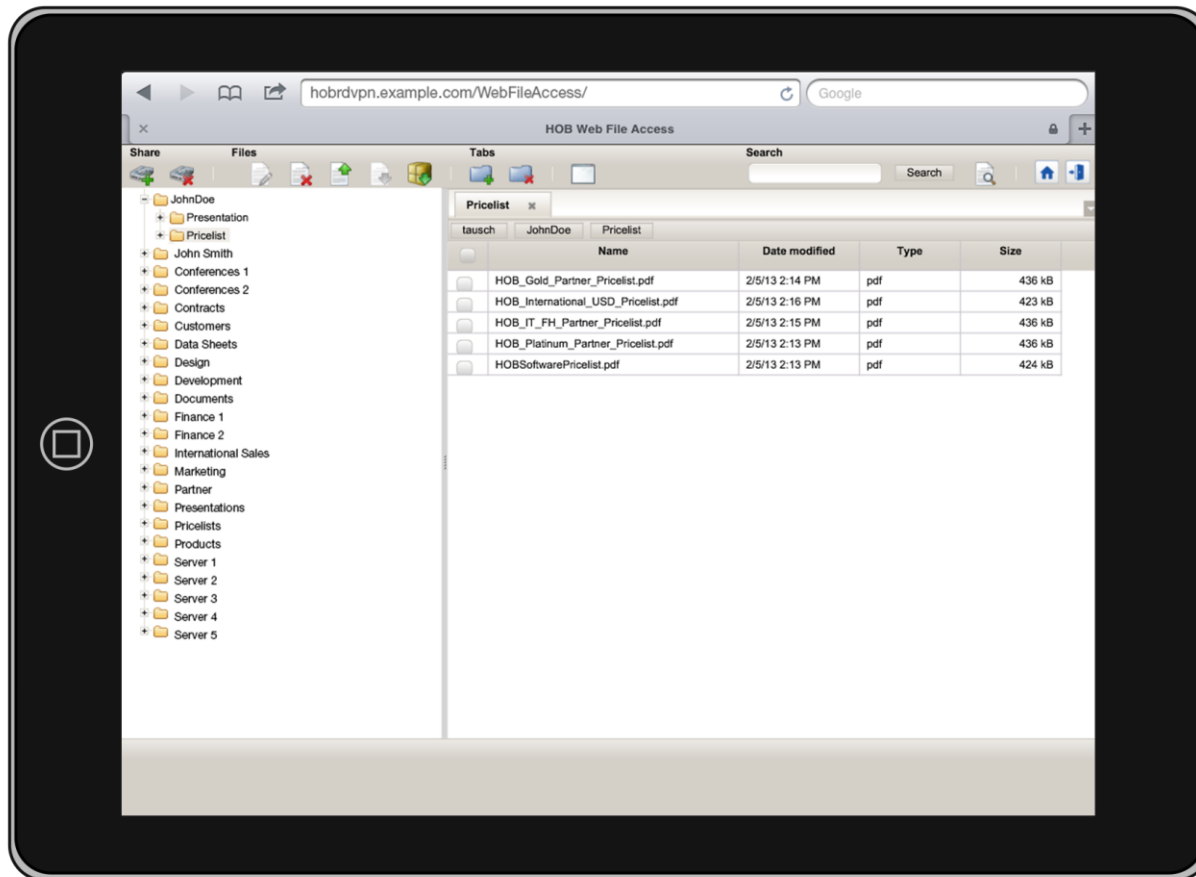 hobrdvpn.example.com/WebFileAccess/ Google
HOB Web File Access
Share Files Tabs Search
Search
JohnDoe
Presentation
Pricelist
John Smith
Conferences 1
Conferences 2
Contracts
Customers
Data Sheets
Design
Development
Documents
Finance 1
Finance 2
International Sales
Marketing
Partner
Presentations
Pricelists
Products
Server 1
Server 2
Server 3
Server 4
Server 5
Pricelist
tausch JohnDoe Pricelist
Name Date modified Type Size
HOB_Gold_Partner_Pricelist.pdf 2/5/13 2:14 PM pdf 436 kB
HOB_International_USD_Pricelist.pdf 2/5/13 2:16 PM pdf 423 kB
HOB_IT_FH_Partner_Pricelist.pdf 2/5/13 2:15 PM pdf 436 kB
HOB_Platinum_Partner_Pricelist.pdf 2/5/13 2:13 PM pdf 436 kB
HOBSoftwarePricelist.pdf 2/5/13 2:13 PM pdf 424 kB